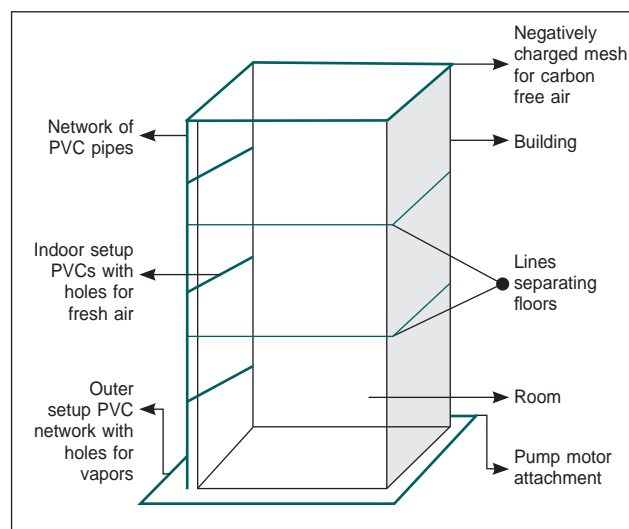 Negatively
charged mesh
for carbon
free air
Network of
PVC pipes
Building
Indoor setup
PVCs with
holes for
fresh air
Lines
separating
floors
Outer
setup PVC
network with
holes for
vapors
Room
Pump motor
attachment